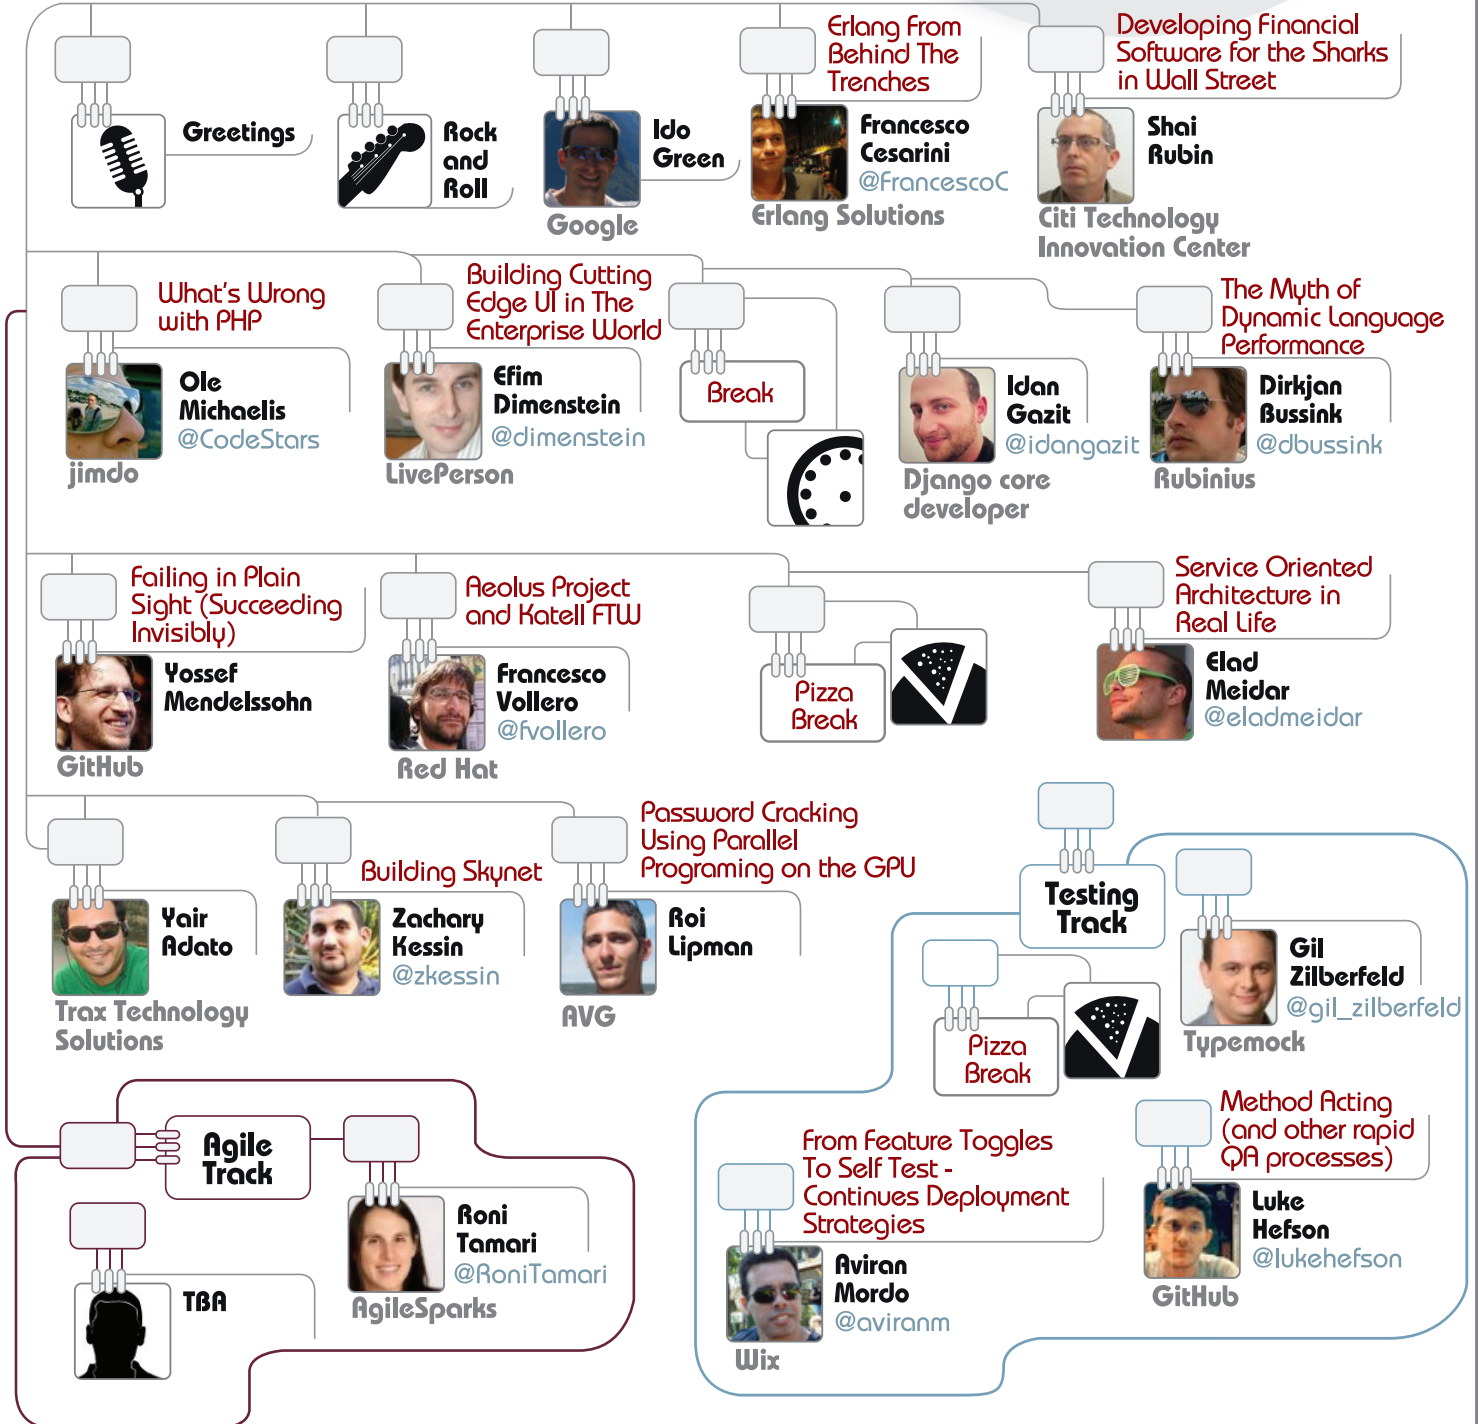 Greetings
Rock
and
Roll
Ido
Green
Google
Erlang From
Behind The
Trenches
Francesco
Cesarini
@FrancescoC
Erlang Solutions
Developing Financial
Software for the Sharks
in Wall Street
Shai
Rubin
Citi Technology
Innovation Center
What's Wrong
with PHP
Ole
Michaelis
@CodeStars
jimdo
Building Cutting
Edge UI in The
Enterprise World
Efim
Dimenstein
@dimenstein
LivePerson
Break
Idan
Gazit
@idangazit
Django core
developer
The Myth of
Dynamic Language
Performance
Dirkjan
Bussink
@dbussink
Rubinius
Failing in Plain
Sight (Succeeding
Invisibly)
Yossef
Mendelssohn
GitHub
Aeolus Project
and Katell FTW
Francesco
Vollero
@fvollero
Red Hat
Pizza
Break
Service Oriented
Architecture in
Real Life
Elad
Meidar
@eladmeidar
Yair
Adato
Trax Technology
Solutions
Building Skynet
Zachary
Kessin
@zkessin
Password Cracking
Using Parallel
Programing on the GPU
Roi
Lipman
AVG
Testing
Track
Gil
Zilberfeld
@gil_zilberfeld
Typemock
Pizza
Break
Method Acting
(and other rapid
QA processes)
Luke
Hefson
@lukehefson
GitHub
From Feature Toggles
To Self Test -
Continues Deployment
Strategies
Aviran
Mordo
@aviranm
Wix
Agile
Track
Roni
Tamari
@RoniTamari
AgileSparks
TBA